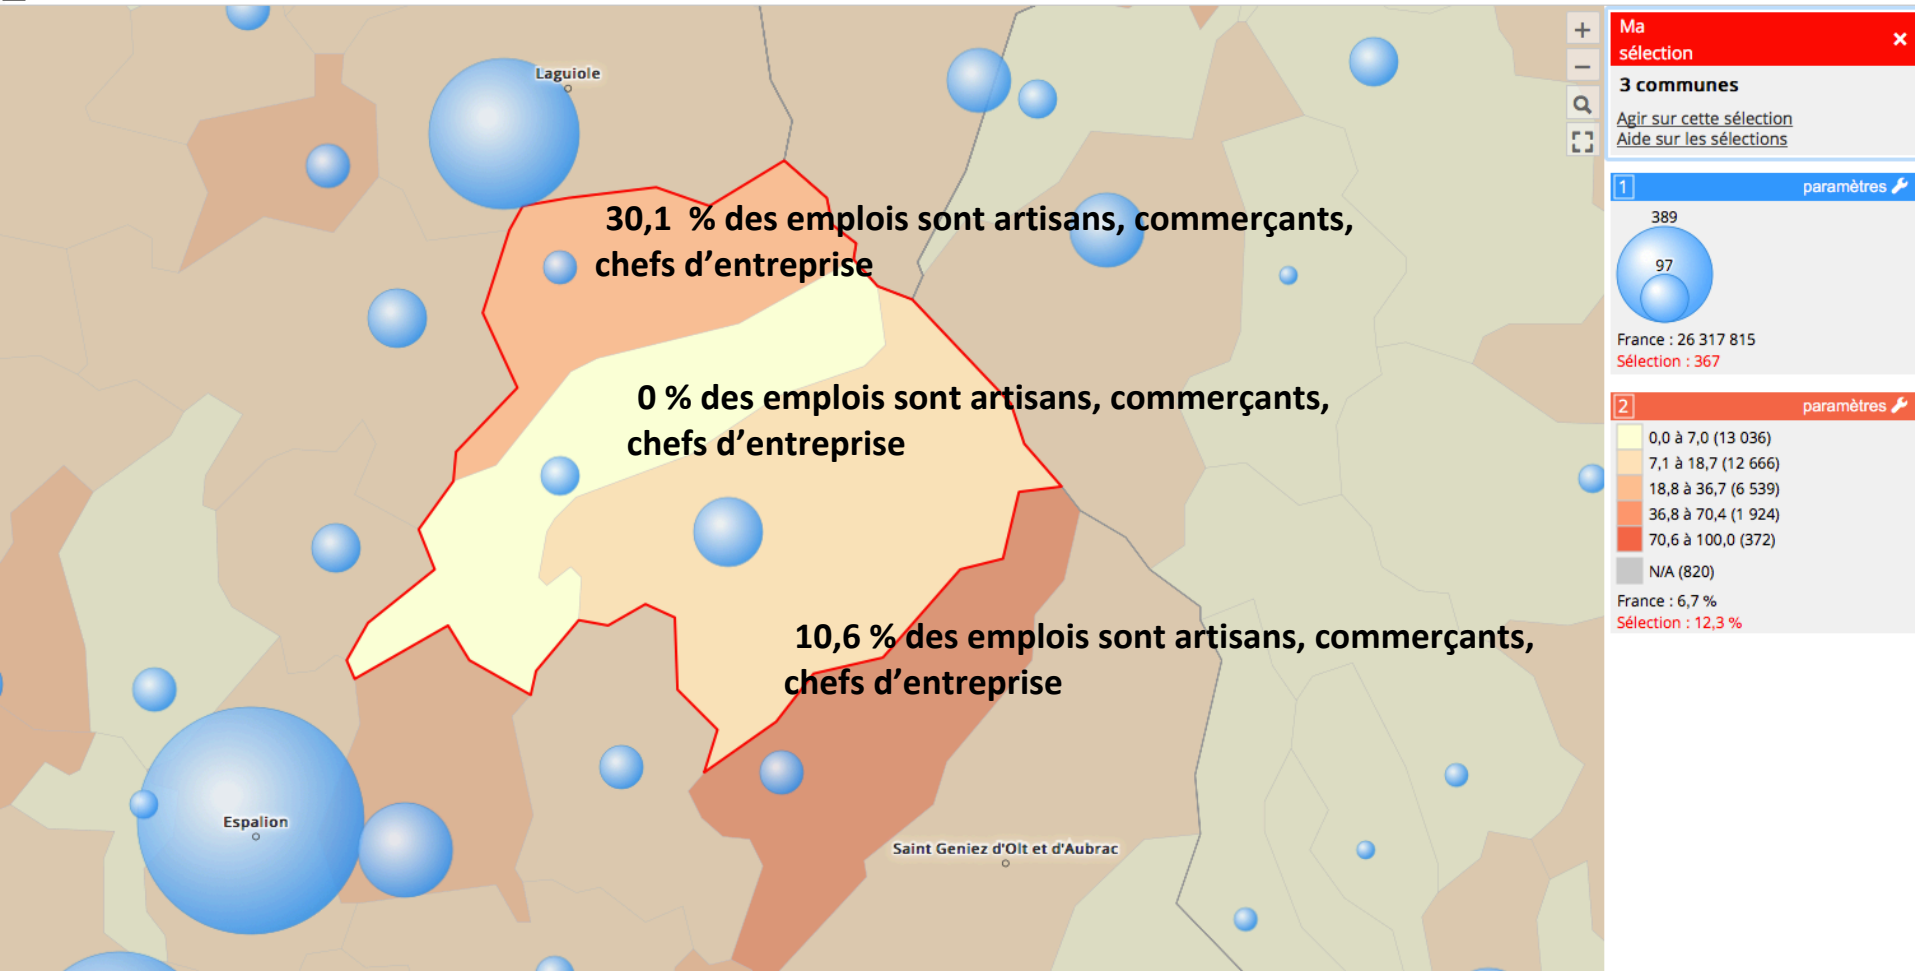 Laguiole
30,1 % des emplois sont artisans, commerçants,
chefs d’entreprise
0 % des emplois sont artisans, commerçants,
chefs d’entreprise
10,6 % des emplois sont artisans, commerçants,
chefs d’entreprise
Espalion
Saint Geniez d'Olt et d'Aubrac
+
−
Ma
sélection
×
3 communes
Agir sur cette sélection
Aide sur les sélections
1 paramètres
389
97
France : 26 317 815
Sélection : 367
2 paramètres
0,0 à 7,0 (13 036)
7,1 à 18,7 (12 666)
18,8 à 36,7 (6 539)
36,8 à 70,4 (1 924)
70,6 à 100,0 (372)
N/A (820)
France : 6,7 %
Sélection : 12,3 %